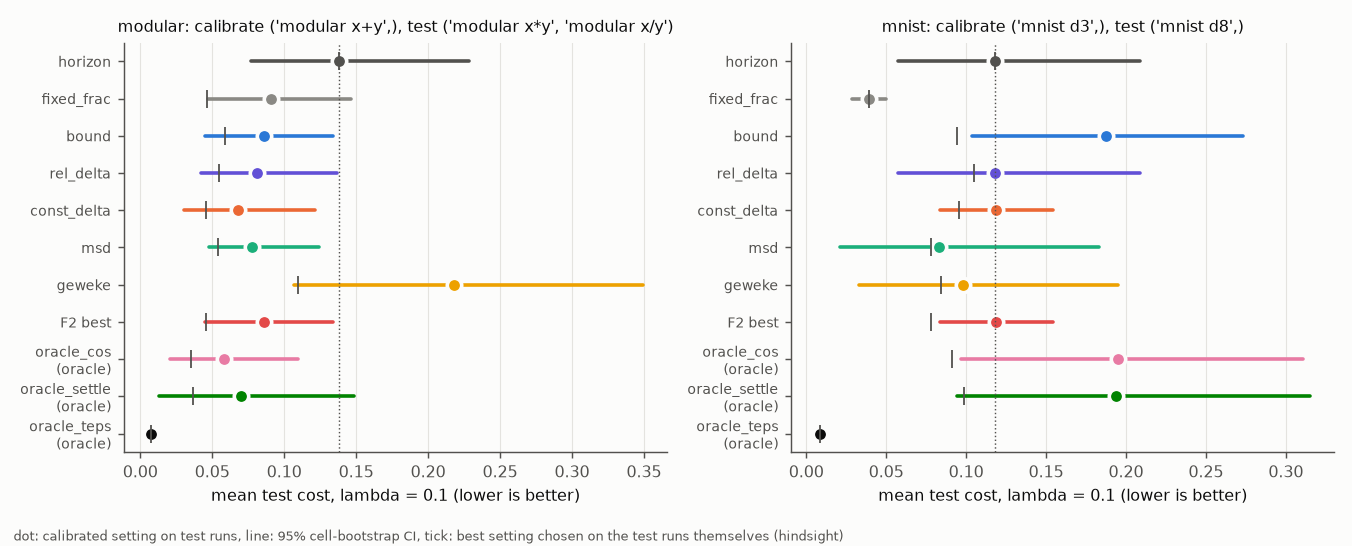 modular: calibrate ('modular x+y',), test ('modular x*y', 'modular x/y')
horizon
fixed_frac
bound
rel_delta
const_delta
msd
geweke
F2 best
oracle_cos
(oracle)
oracle_settle
(oracle)
oracle_teps
(oracle)
0.00 0.05 0.10 0.15 0.20 0.25 0.30 0.35
mean test cost, lambda = 0.1 (lower is better)
mnist: calibrate ('mnist d3',), test ('mnist d8',)
horizon
fixed_frac
bound
rel_delta
const_delta
msd
geweke
F2 best
oracle_cos
(oracle)
oracle_settle
(oracle)
oracle_teps
(oracle)
0.00 0.05 0.10 0.15 0.20 0.25 0.30
mean test cost, lambda = 0.1 (lower is better)
dot: calibrated setting on test runs, line: 95% cell-bootstrap CI, tick: best setting chosen on the test runs themselves (hindsight)